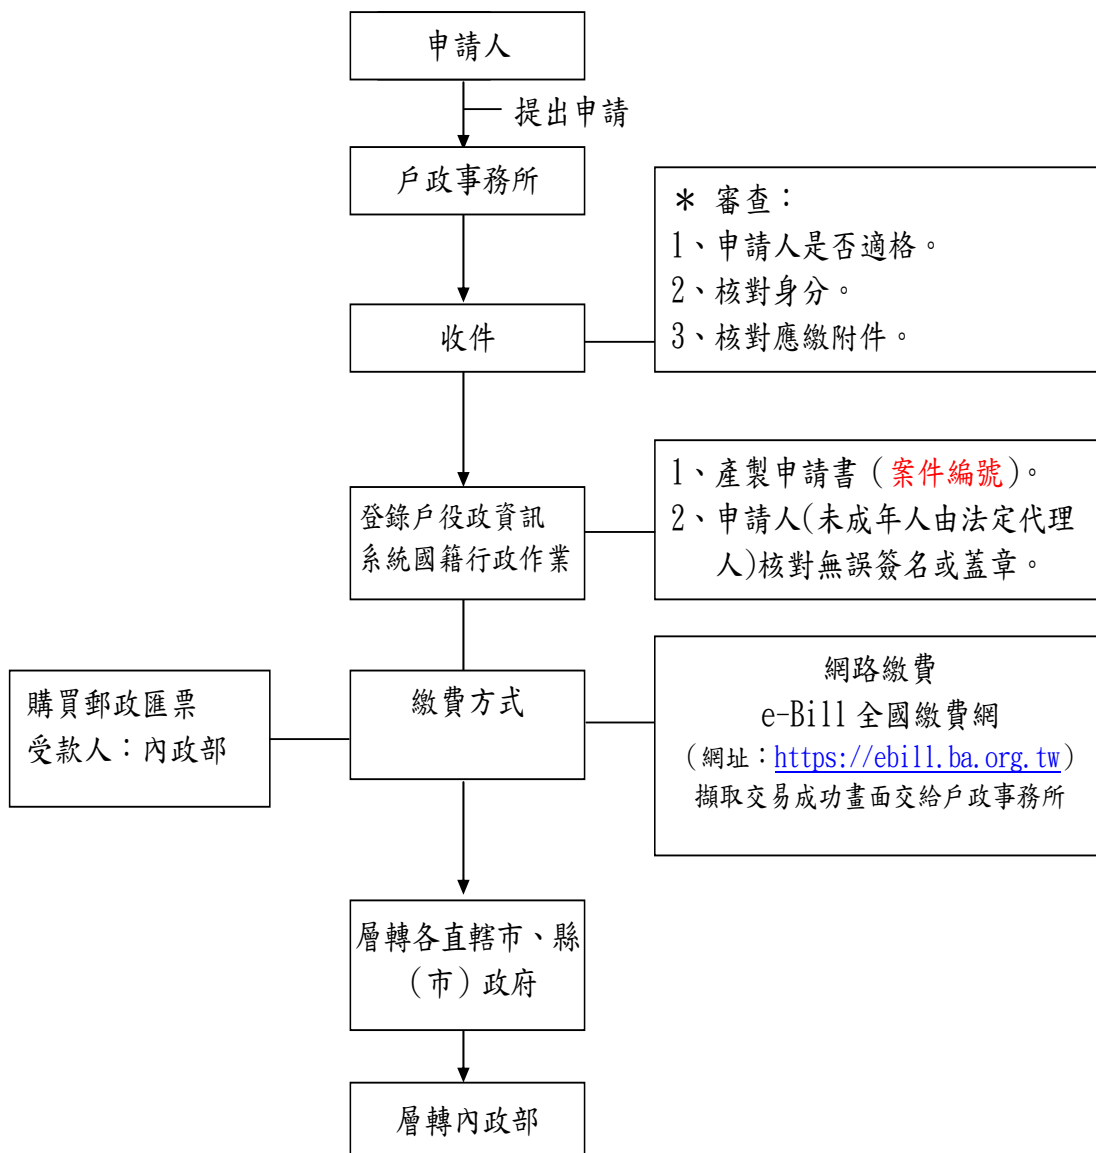 申請人
提出申請
戶政事務所
＊ 審查：
1、申請人是否適格。
2、核對身分。
3、核對應繳附件。
收件
登錄戶役政資訊
系統國籍行政作業
1、產製申請書（案件編號）。
2、申請人(未成年人由法定代理
人)核對無誤簽名或蓋章。
購買郵政匯票
受款人：內政部
繳費方式
網路繳費
e-Bill 全國繳費網
（網址：https://ebill.ba.org.tw）
擷取交易成功畫面交給戶政事務所
層轉各直轄市、縣
（市）政府
層轉內政部